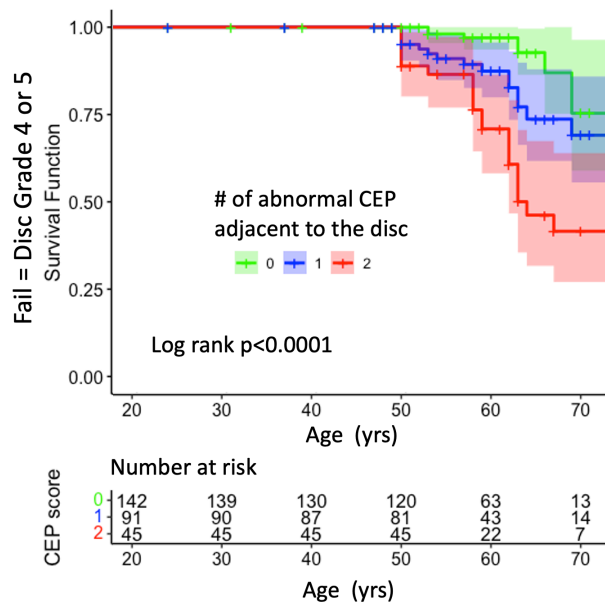 Fail = Disc Grade 4 or 5
Survival Function
1.00
0.75
0.50
0.25
0.00
# of abnormal CEP
adjacent to the disc
0 1 2
Log rank p<0.0001
20 30 40 50 60 70
Age (yrs)
Number at risk
CEP score
0 142 139 130 120 63 13
1 91 90 87 81 43 14
2 45 45 45 45 22 7
20 30 40 50 60 70
Age (yrs)